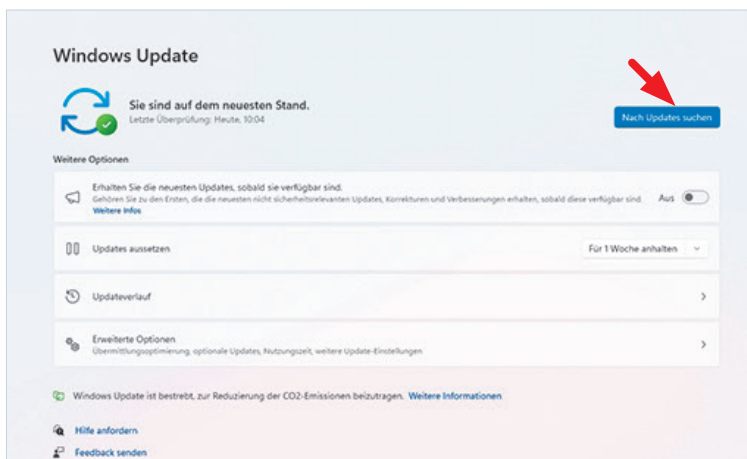 Windows Update
Sie sind auf dem neuesten Stand.
Letzte Überprüfung: Heute, 10:04
Nach Updates suchen
Weitere Optionen
Erhalten Sie die neuesten Updates, sobald sie verfügbar sind.
Gehören Sie zu den Ersten, die die neuesten nicht sicherheitsrelevanten Updates, Korrekturen und Verbesserungen erhalten, sobald diese verfügbar sind.
Weitere Infos
Aus
Updates aussetzen
Für 1 Woche anhalten
Updateverlauf
Erweiterte Optionen
Übermittlungsoptimierung, optionale Updates, Nutzungszeit, weitere Update-Einstellungen
Windows Update ist bestrebt, zur Reduzierung der CO2-Emissionen beizutragen. Weitere Informationen
Hilfe anfordern
Feedback senden